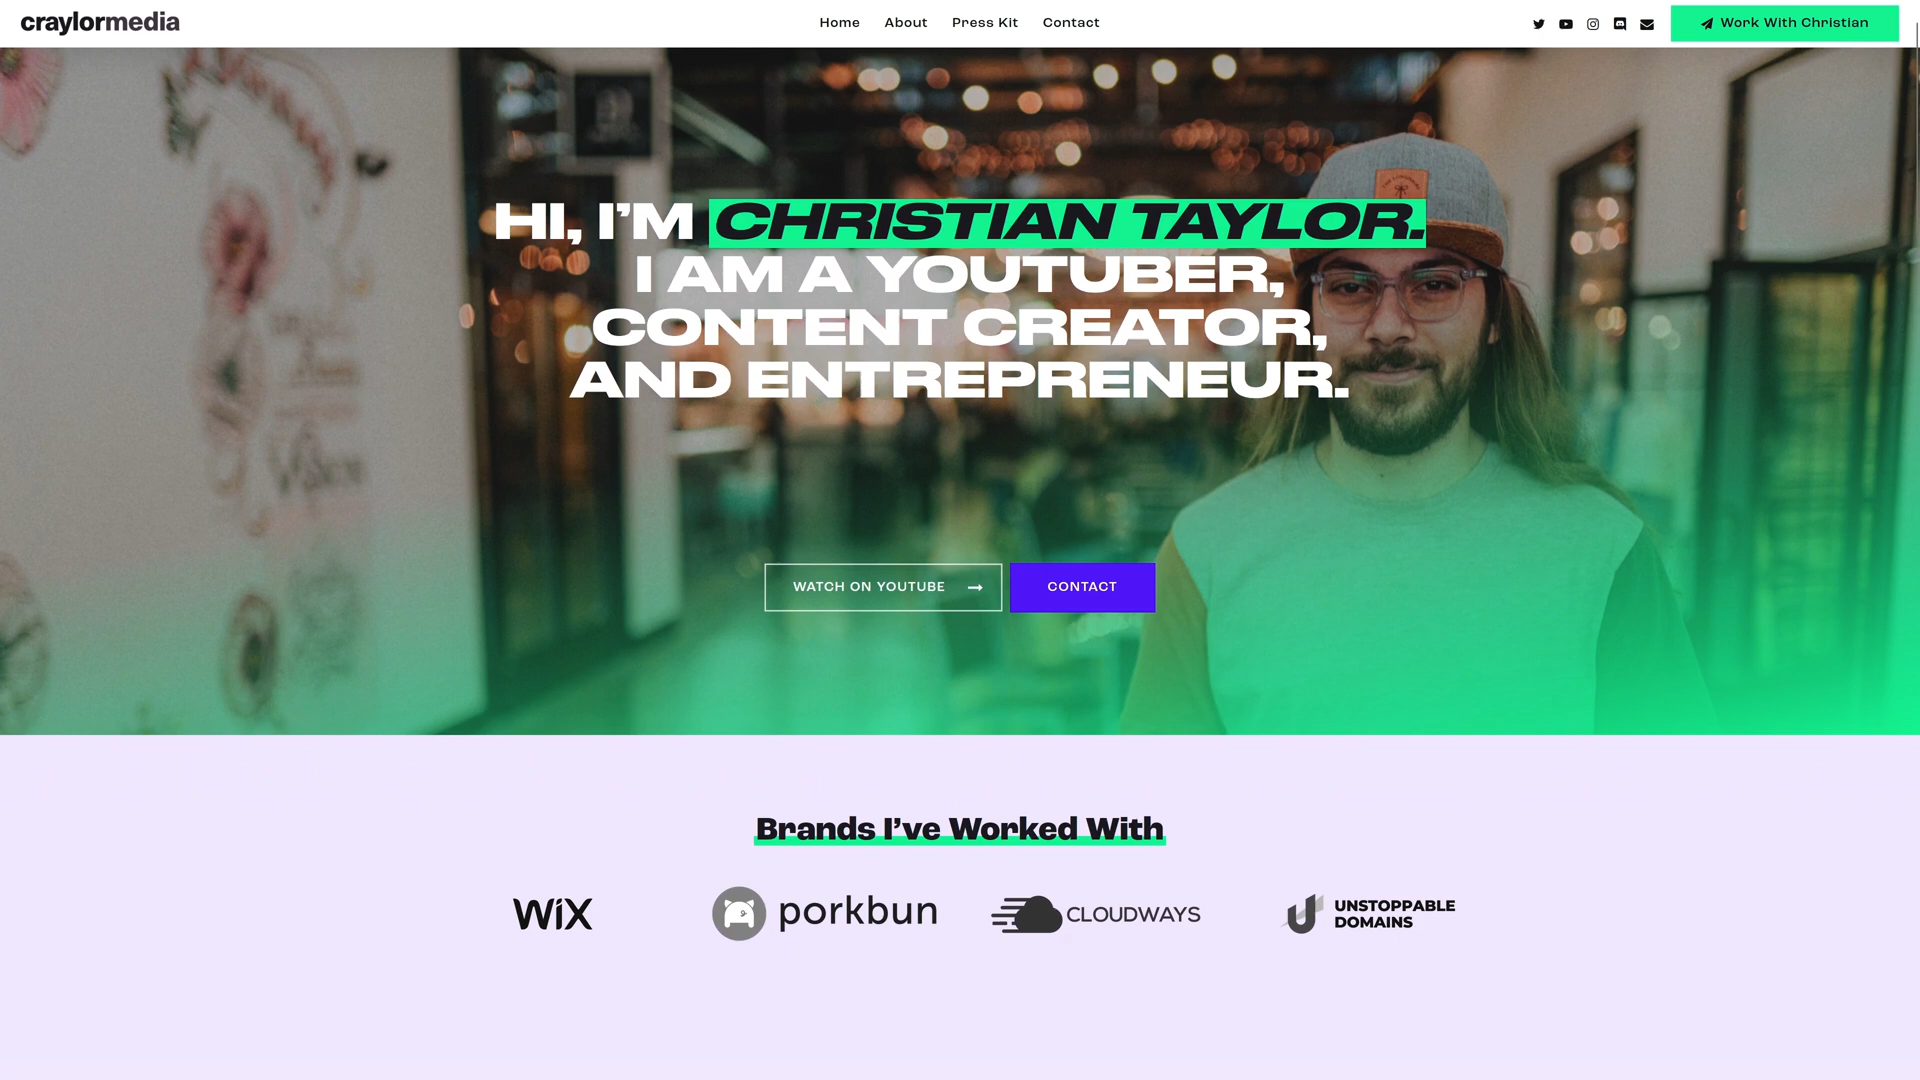 craylormedia
Home About Press Kit Contact
Work With Christian
HI, I'M CHRISTIAN TAYLOR.
I AM A YOUTUBER,
CONTENT CREATOR,
AND ENTREPRENEUR.
WATCH ON YOUTUBE
CONTACT
Brands I've Worked With
WiX
porkbun
CLOUDWAYS
UNSTOPPABLE
DOMAINS